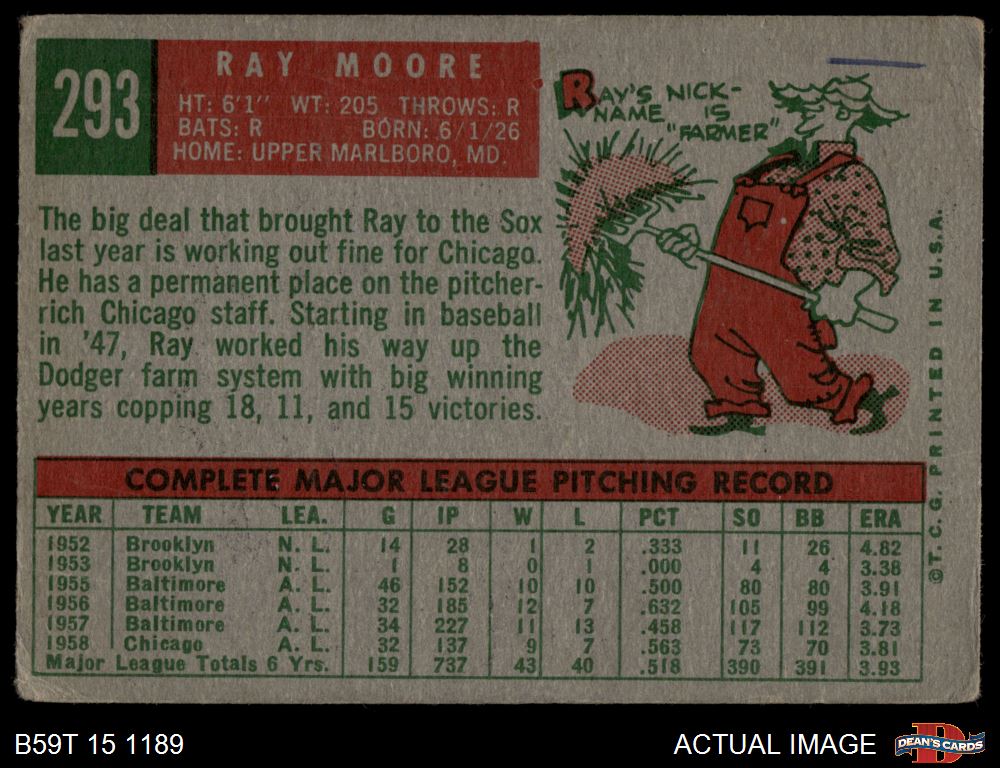 293
RAY MOORE
HT: 6'1" WT: 205 THROWS: R
BATS: R BORN: 6/1/26
HOME: UPPER MARLBORO, MD.
RAY'S NICK-
NAME IS
"FARMER"
The big deal that brought Ray to the Sox
last year is working out fine for Chicago.
He has a permanent place on the pitcher-
rich Chicago staff. Starting in baseball
in '47, Ray worked his way up the
Dodger farm system with big winning
years copping 18, 11, and 15 victories.
COMPLETE MAJOR LEAGUE PITCHING RECORD
YEAR TEAM LEA. G IP W L PCT SO BB ERA
1952 Brooklyn N. L. 14 28 1 2 .333 11 26 4.82
1953 Brooklyn N. L. 1 8 0 1 .000 4 4 3.38
1955 Baltimore A. L. 46 152 10 10 .500 80 80 3.91
1956 Baltimore A. L. 32 185 12 7 .632 105 99 4.18
1957 Baltimore A. L. 34 227 11 13 .458 117 112 3.73
1958 Chicago A. L. 32 137 9 7 .563 73 70 3.81
Major League Totals 6 Yrs. 159 737 43 40 .518 390 391 3.93
©T. C. G. PRINTED IN U.S.A.
B59T 15 1189
ACTUAL IMAGE
D
DEAN'S CARDS